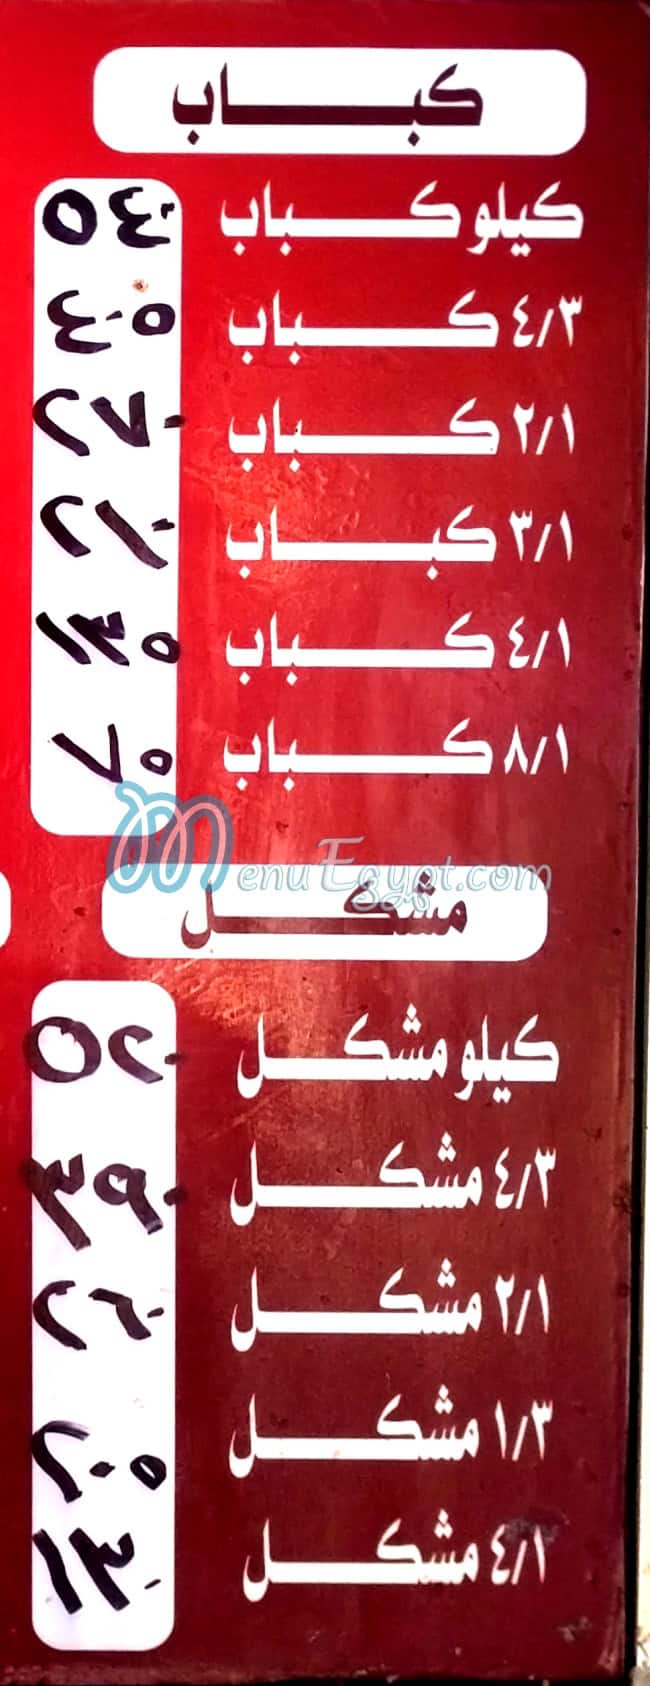 كباب
كيلو كباب ٥٤٠
٤/٣ كباب ٤٠٥
٢/١ كباب ٢٧٠
٣/١ كباب ٢١٠
٤/١ كباب ١٣٥
٨/١ كباب ٧٥
MenuEgypt.com
مشكل
كيلو مشكل ٥٢٠
٤/٣ مشكل ٣٩٠
٢/١ مشكل ٢٦٠
١/٣ مشكل ٢٠٥
٤/١ مشكل ١٣٠